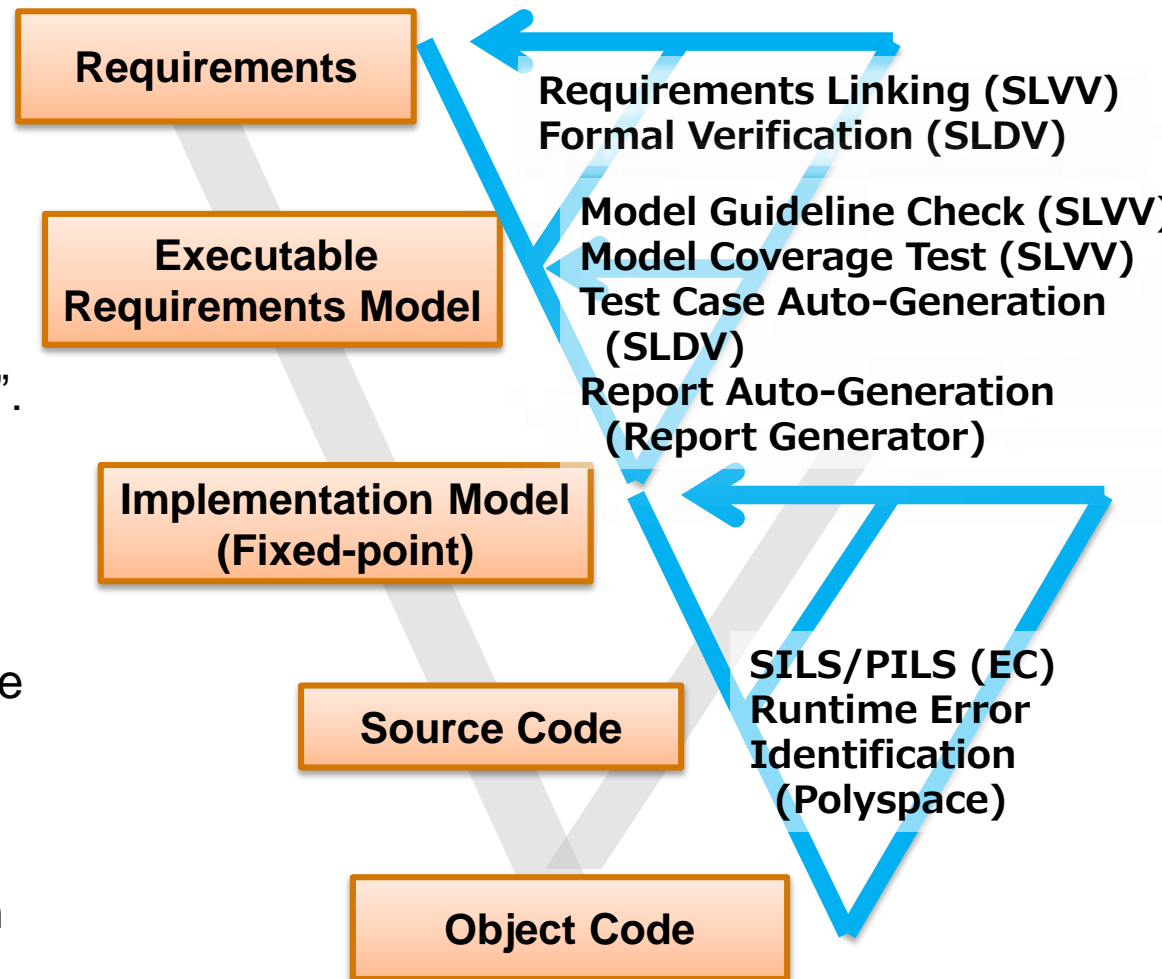 Requirements
Requirements Linking (SLVV)
Formal Verification (SLDV)
Executable
Requirements Model
Model Guideline Check (SLVV)
Model Coverage Test (SLVV)
Test Case Auto-Generation
(SLDV)
Report Auto-Generation
(Report Generator)
”.
Implementation Model
(Fixed-point)
e
Source Code
SILS/PILS (EC)
Runtime Error
Identification
(Polyspace)
Object Code